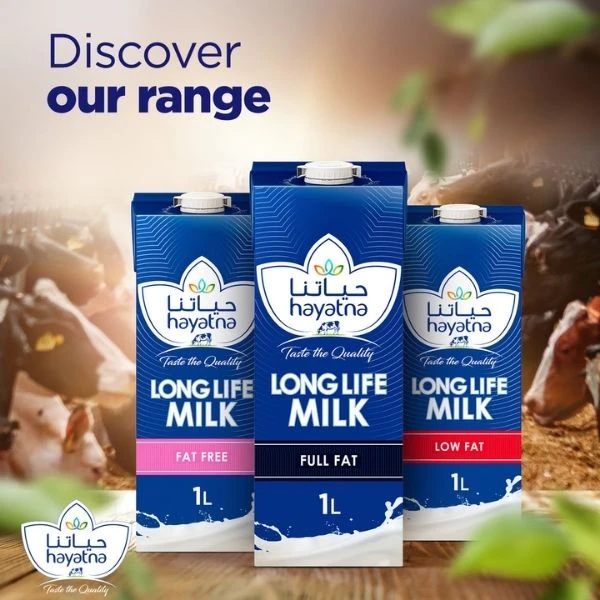 Discover
our range
حياتنا
hayatna
Taste the Quality
LONG LIFE
MILK
FAT FREE
1L
حياتنا
hayatna
Taste the Quality
LONG LIFE
MILK
FULL FAT
1L
حياتنا
hayatna
Taste the Quality
LONG LIFE
MILK
LOW FAT
1L
حياتنا
hayatna
Taste the Quality